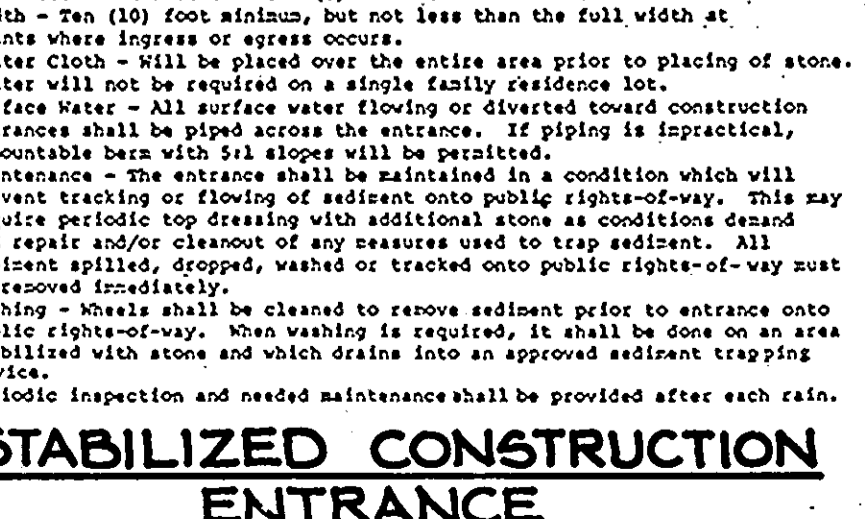 th - Ten (10) foot minimum, but not less than the full width at
nts where ingress or egress occurs.
ter Cloth - Will be placed over the entire area prior to placing of stone.
ter will not be required on a single family residence lot.
face Water - All surface water flowing or diverted toward construction
rances shall be piped across the entrance. If piping is impractical,
ountable berm with 5:1 slopes will be permitted.
ntenance - The entrance shall be maintained in a condition which will
vent tracking or flowing of sediment onto public rights-of-way. This may
uire periodic top dressing with additional stone as conditions demand
repair and/or cleanout of any measures used to trap sediment. All
iment spilled, dropped, washed or tracked onto public rights-of-way must
removed immediately.
hing - Wheels shall be cleaned to remove sediment prior to entrance onto
lic rights-of-way. When washing is required, it shall be done on an area
bilized with stone and which drains into an approved sediment trapping
vice.
iodic inspection and needed maintenance shall be provided after each rain.
STABILIZED CONSTRUCTION
ENTRANCE